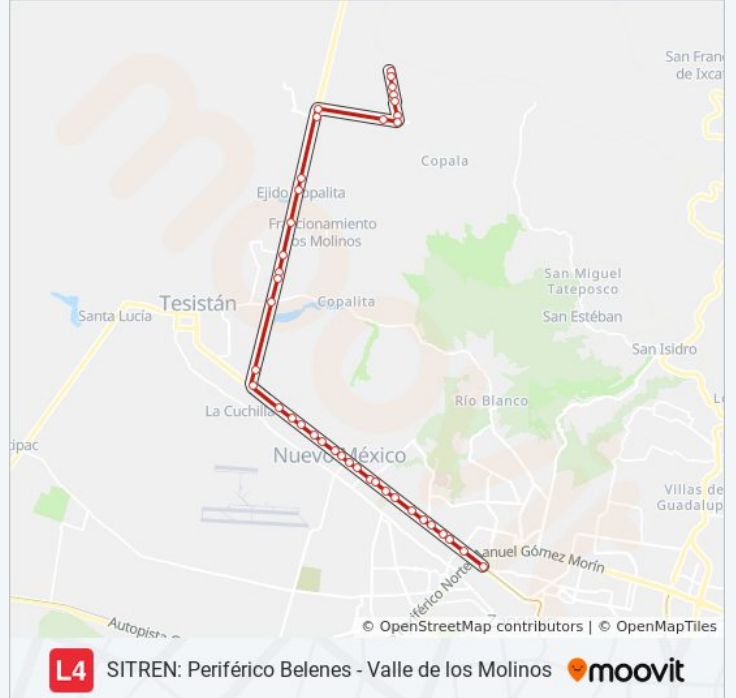 San Fran
de Ixca
Copala
Ejido Copalita
Fraccionamiento
Los Molinos
San Miguel
Tateposco
Tesistán
Copalita
Santa Lucía
San Estéban
San Isidro
La Cuchilla
Río Blanco
cipac
Nuevo México
Villas de
Guadalup
anuel Gómez Morín
Periférico Norte
Autopista G
© OpenStreetMap contributors | © OpenMapTiles
L4 SITREN: Periférico Belenes - Valle de los Molinos moovit